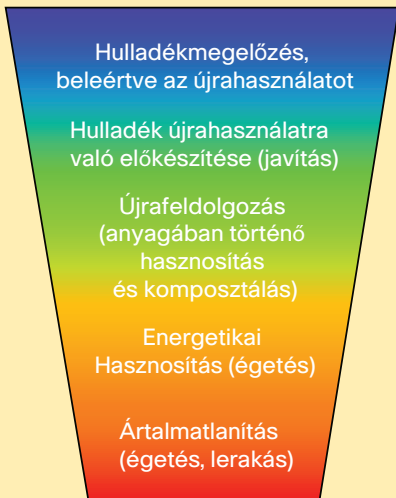 Hulladékmegelőzés,
beleértve az újrahasználatot
Hulladék újrahasználatra
való előkészítése (javítás)
Újrafeldolgozás
(anyagában történő
hasznosítás
és komposztálás)
Energetikai
Hasznosítás (égetés)
Ártalmatlanítás
(égetés, lerakás)